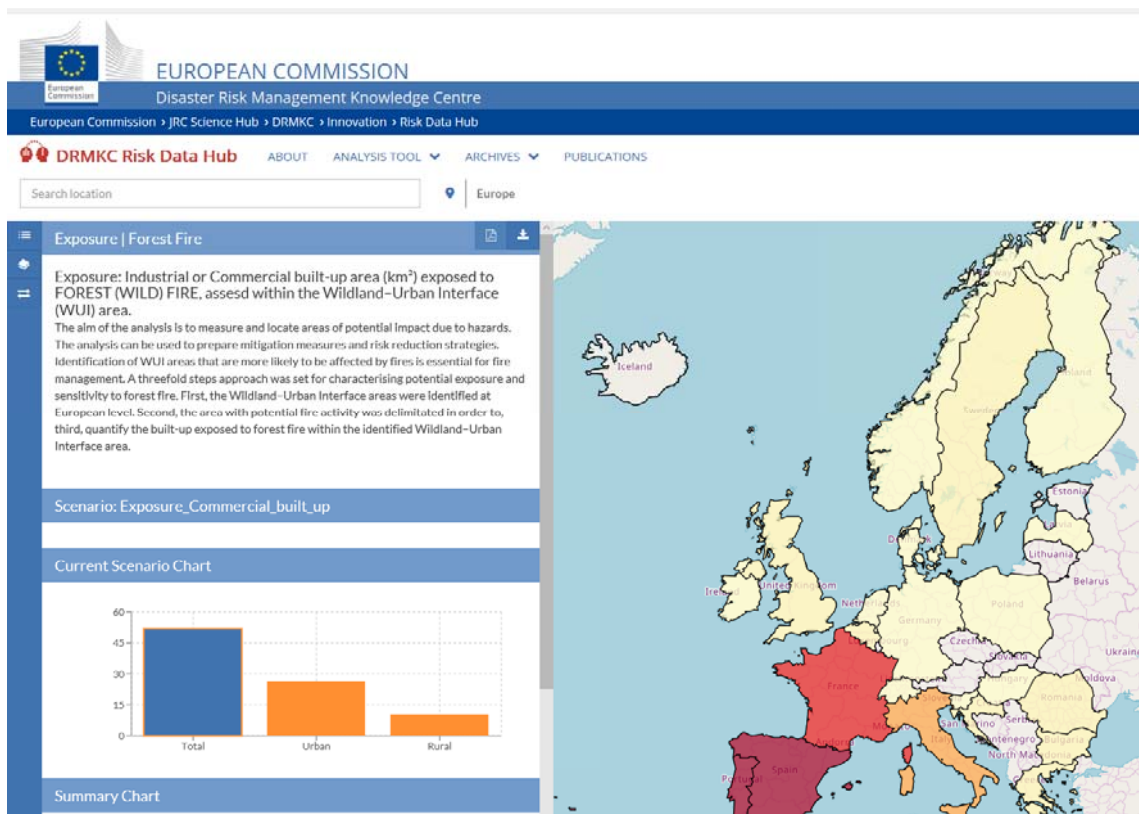 EUROPEAN COMMISSION
European
Commission
Disaster Risk Management Knowledge Centre
European Commission › JRC Science Hub › DRMKC › Innovation › Risk Data Hub
DRMKC Risk Data Hub ABOUT ANALYSIS TOOL ARCHIVES PUBLICATIONS
Search location Europe
Exposure | Forest Fire
Exposure: Industrial or Commercial built-up area (km²) exposed to
FOREST (WILD) FIRE, assesd within the Wildland–Urban Interface
(WUI) area.
The aim of the analysis is to measure and locate areas of potential impact due to hazards.
The analysis can be used to prepare mitigation measures and risk reduction strategies.
Identification of WUI areas that are more likely to be affected by fires is essential for fire
management. A threefold steps approach was set for characterising potential exposure and
sensitivity to forest fire. First, the Wildland–Urban Interface areas were identified at
European level. Second, the area with potential fire activity was delimitated in order to,
third, quantify the built-up exposed to forest fire within the identified Wildland–Urban
Interface area.
Scenario: Exposure_Commercial_built_up
Current Scenario Chart
60
45
30
15
0
Total Urban Rural
Summary Chart
Iceland
Norway
Sweden
Estonia
Latvia
Lithuania
Belarus
United Kingdom
Poland
Germany
Czechia
Slovakia
Ukrain
Moldova
France
Romania
Italy
Bulgaria
Andorra
Portugal
Spain